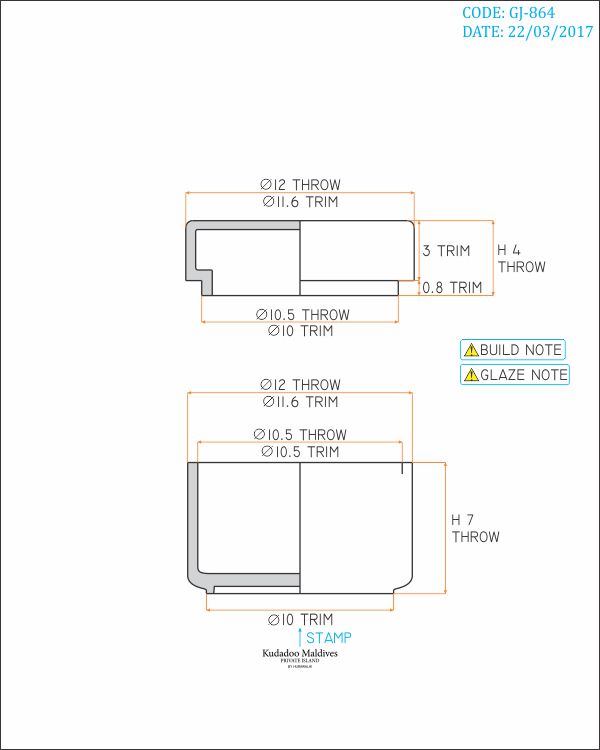 CODE: GJ-864
DATE: 22/03/2017
Ø12 THROW
Ø11.6 TRIM
3 TRIM
H 4
THROW
0.8 TRIM
Ø10.5 THROW
Ø10 TRIM
BUILD NOTE
GLAZE NOTE
Ø12 THROW
Ø11.6 TRIM
Ø10.5 THROW
Ø10.5 TRIM
H 7
THROW
Ø10 TRIM
STAMP
Kudadoo Maldives
PRIVATE ISLAND
BY HURAWALHI